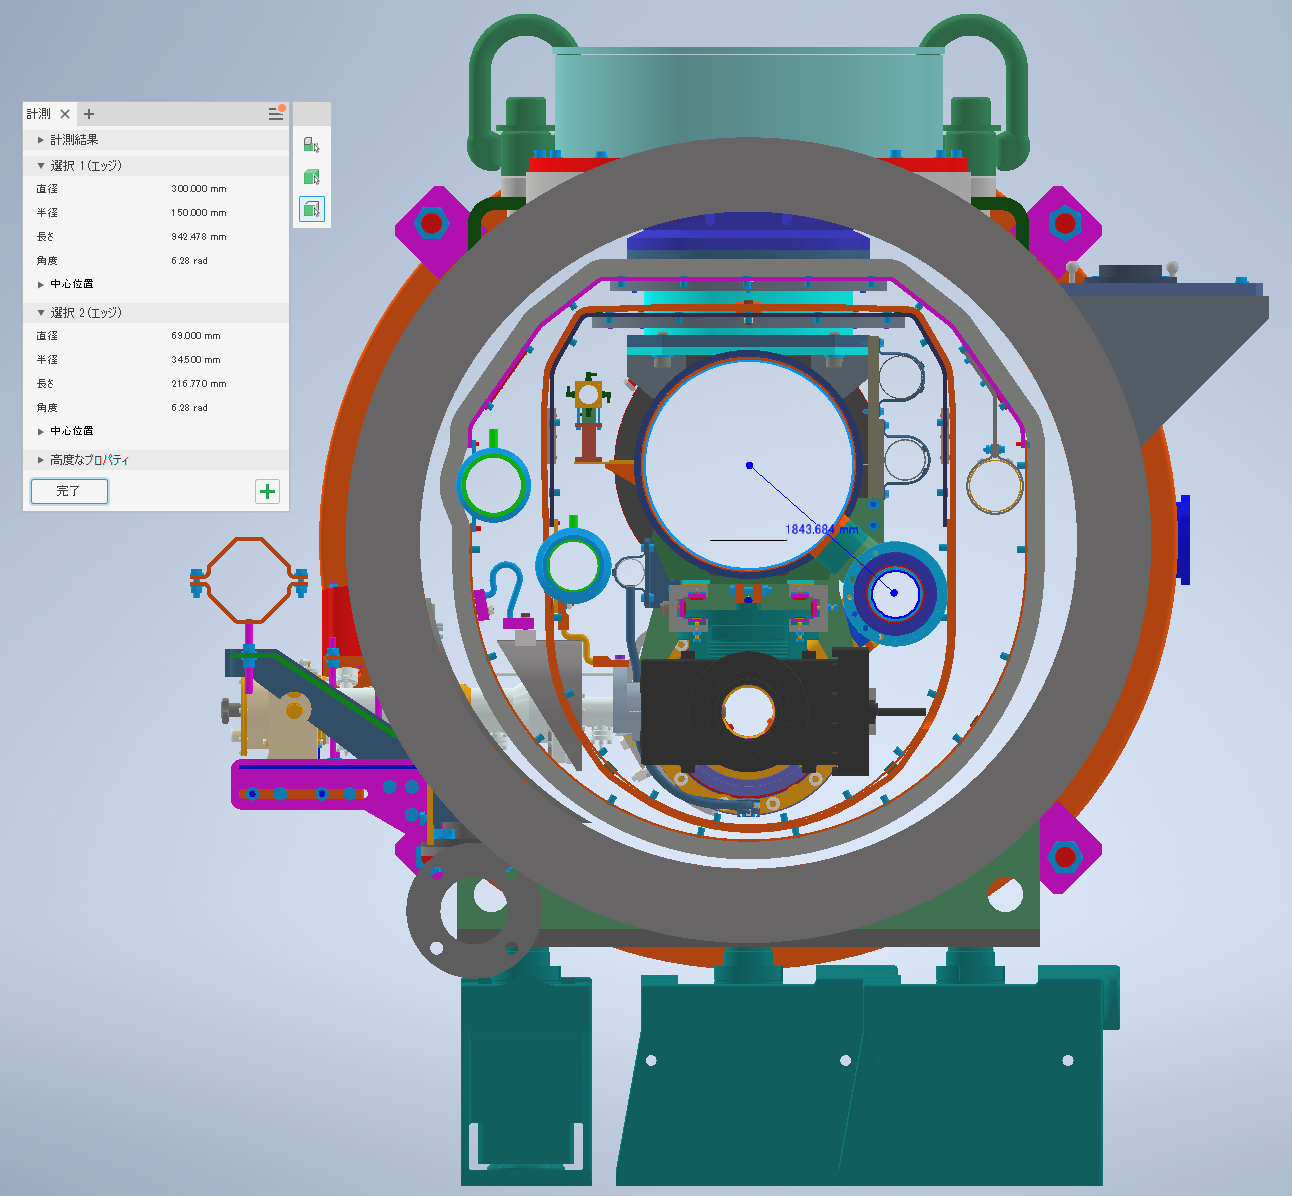 計測
計測結果
選択 1(エッジ)
直径 300.000 mm
半径 150.000 mm
長さ 942.478 mm
角度 6.28 rad
中心位置
選択 2(エッジ)
直径 69.000 mm
半径 34.500 mm
長さ 216.770 mm
角度 6.28 rad
中心位置
高度なプロパティ
完了
1843.684 mm